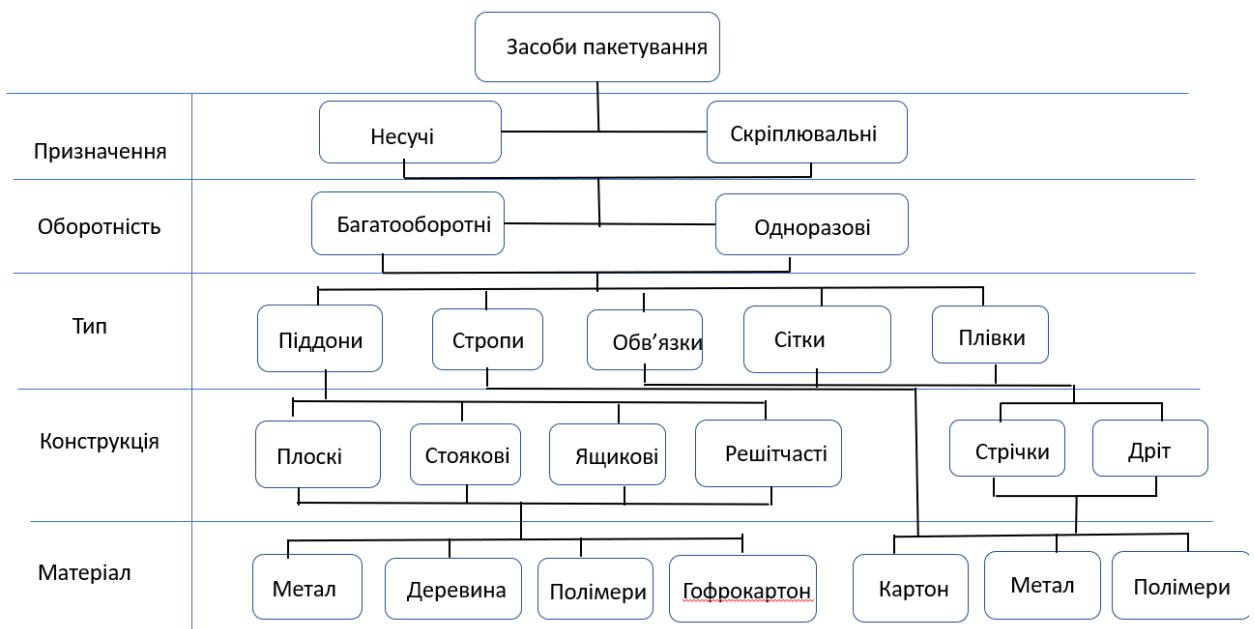 Засоби пакетування
Призначення
Несучі
Скріплювальні
Оборотність
Багатооборотні
Одноразові
Тип
Піддони
Стропи
Обв’язки
Сітки
Плівки
Конструкція
Плоскі
Стоякові
Ящикові
Решітчасті
Стрічки
Дріт
Матеріал
Метал
Деревина
Полімери
Гофрокартон
Картон
Метал
Полімери